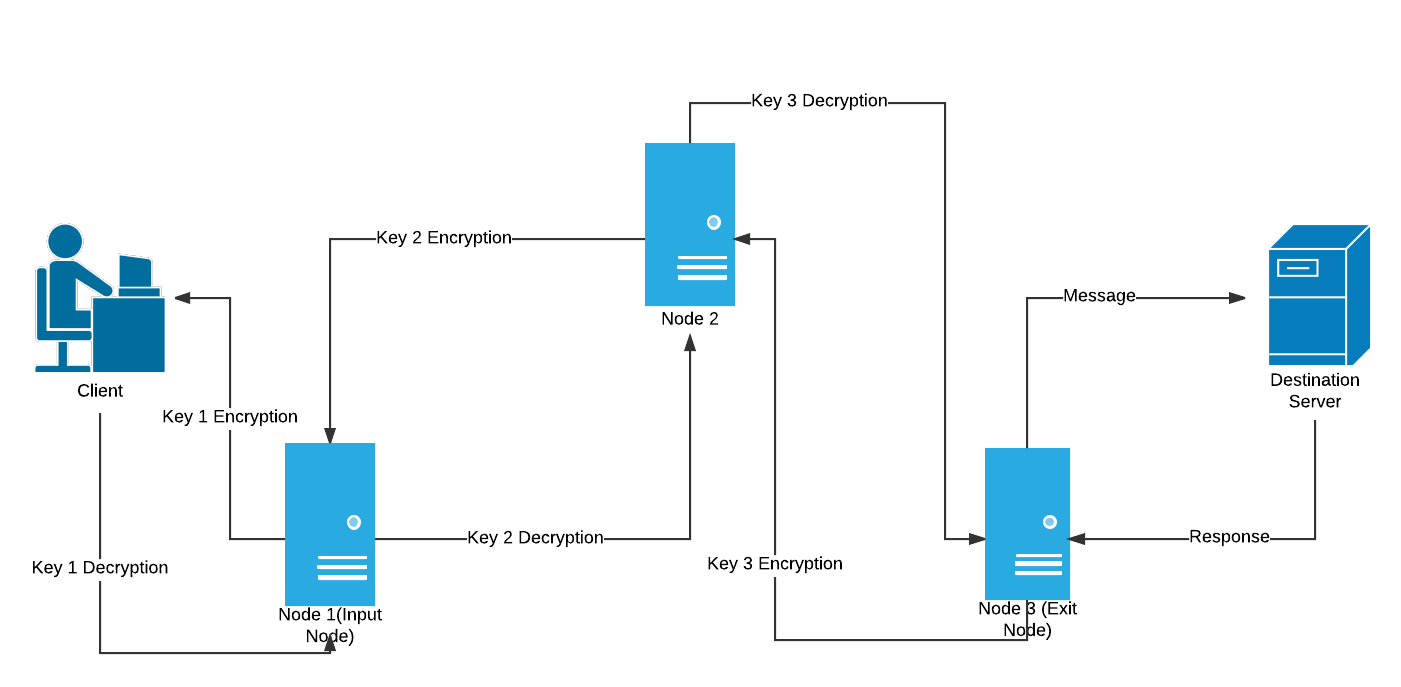 Key 3 Decryption
Key 2 Encryption
Message
Node 2
Destination
Server
Client
Key 1 Encryption
Key 2 Decryption
Response
Key 3 Encryption
Key 1 Decryption
Node 1(Input
Node)
Node 3 (Exit
Node)